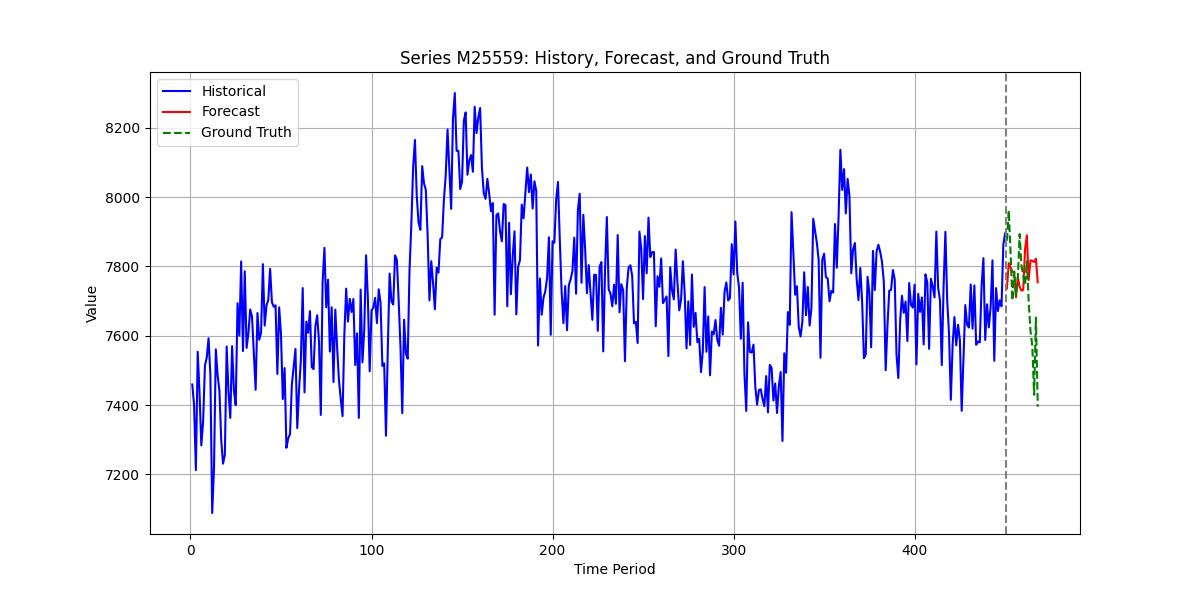 Series M25559: History, Forecast, and Ground Truth
Historical
Forecast
Ground Truth
8200
8000
7800
7600
7400
7200
Value
0
100
200
300
400
Time Period